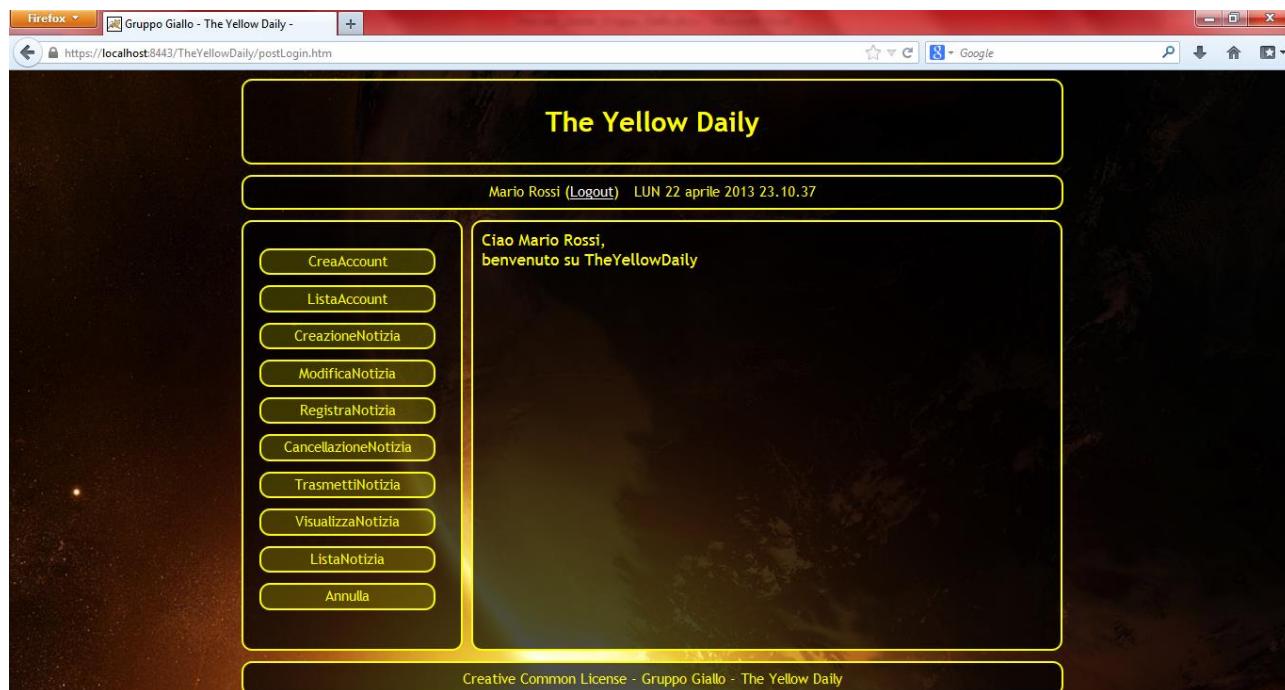 Firefox
Gruppo Giallo - The Yellow Daily -
https://localhost:8443/TheYellowDaily/postLogin.htm
Google
The Yellow Daily
Mario Rossi (Logout) LUN 22 aprile 2013 23.10.37
CreaAccount
ListaAccount
CreazioneNotizia
ModificaNotizia
RegistraNotizia
CancellazioneNotizia
TrasmettiNotizia
VisualizzaNotizia
ListaNotizia
Annulla
Ciao Mario Rossi,
benvenuto su TheYellowDaily
Creative Common License - Gruppo Giallo - The Yellow Daily